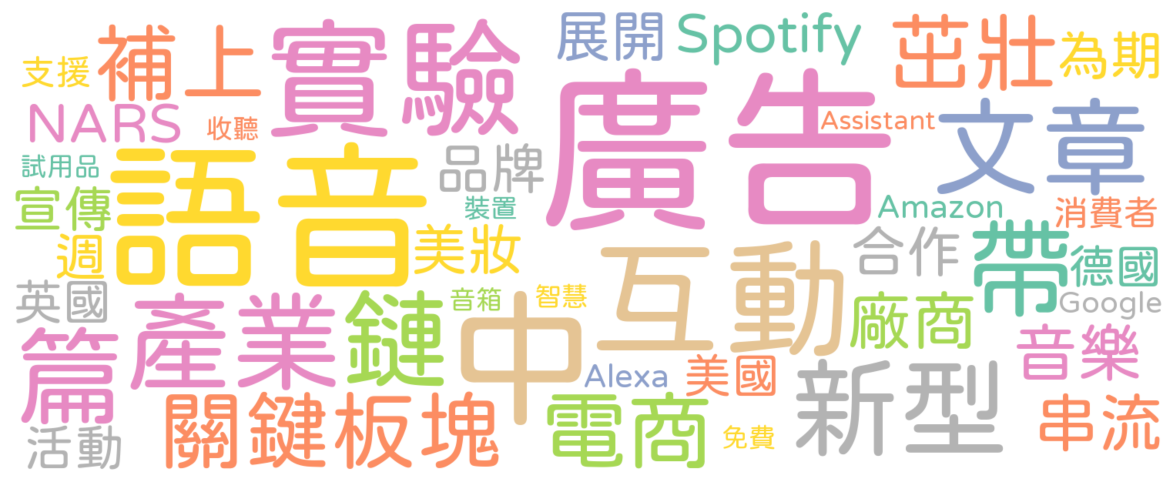 展開
Spotify
補上
實驗
茁壯
為期
支援
廣告
NARS
收聽
Assistant
文章
語音
品牌
試用品
宣傳
裝置
Amazon
消費者
週
美妝
合作
帶
德國
互動
英國
產業
鏈
音箱
智慧
中
廠商
Google
篇
音樂
Alexa
美國
新型
關鍵板塊
電商
串流
活動
免費